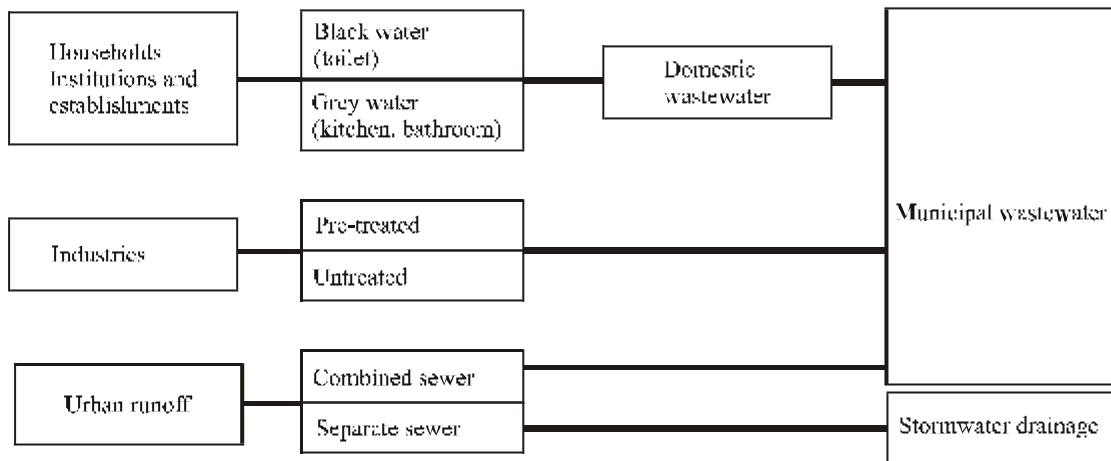 Households
Institutions and
establishments
Black water
(toilet)
Grey water
(kitchen, bathroom)
Domestic
wastewater
Municipal wastewater
Industries
Pre-treated
Untreated
Urban runoff
Combined sewer
Separate sewer
Stormwater drainage